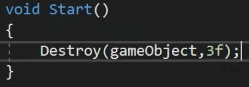 void Start()
{
Destroy(gameObject,3f);
}